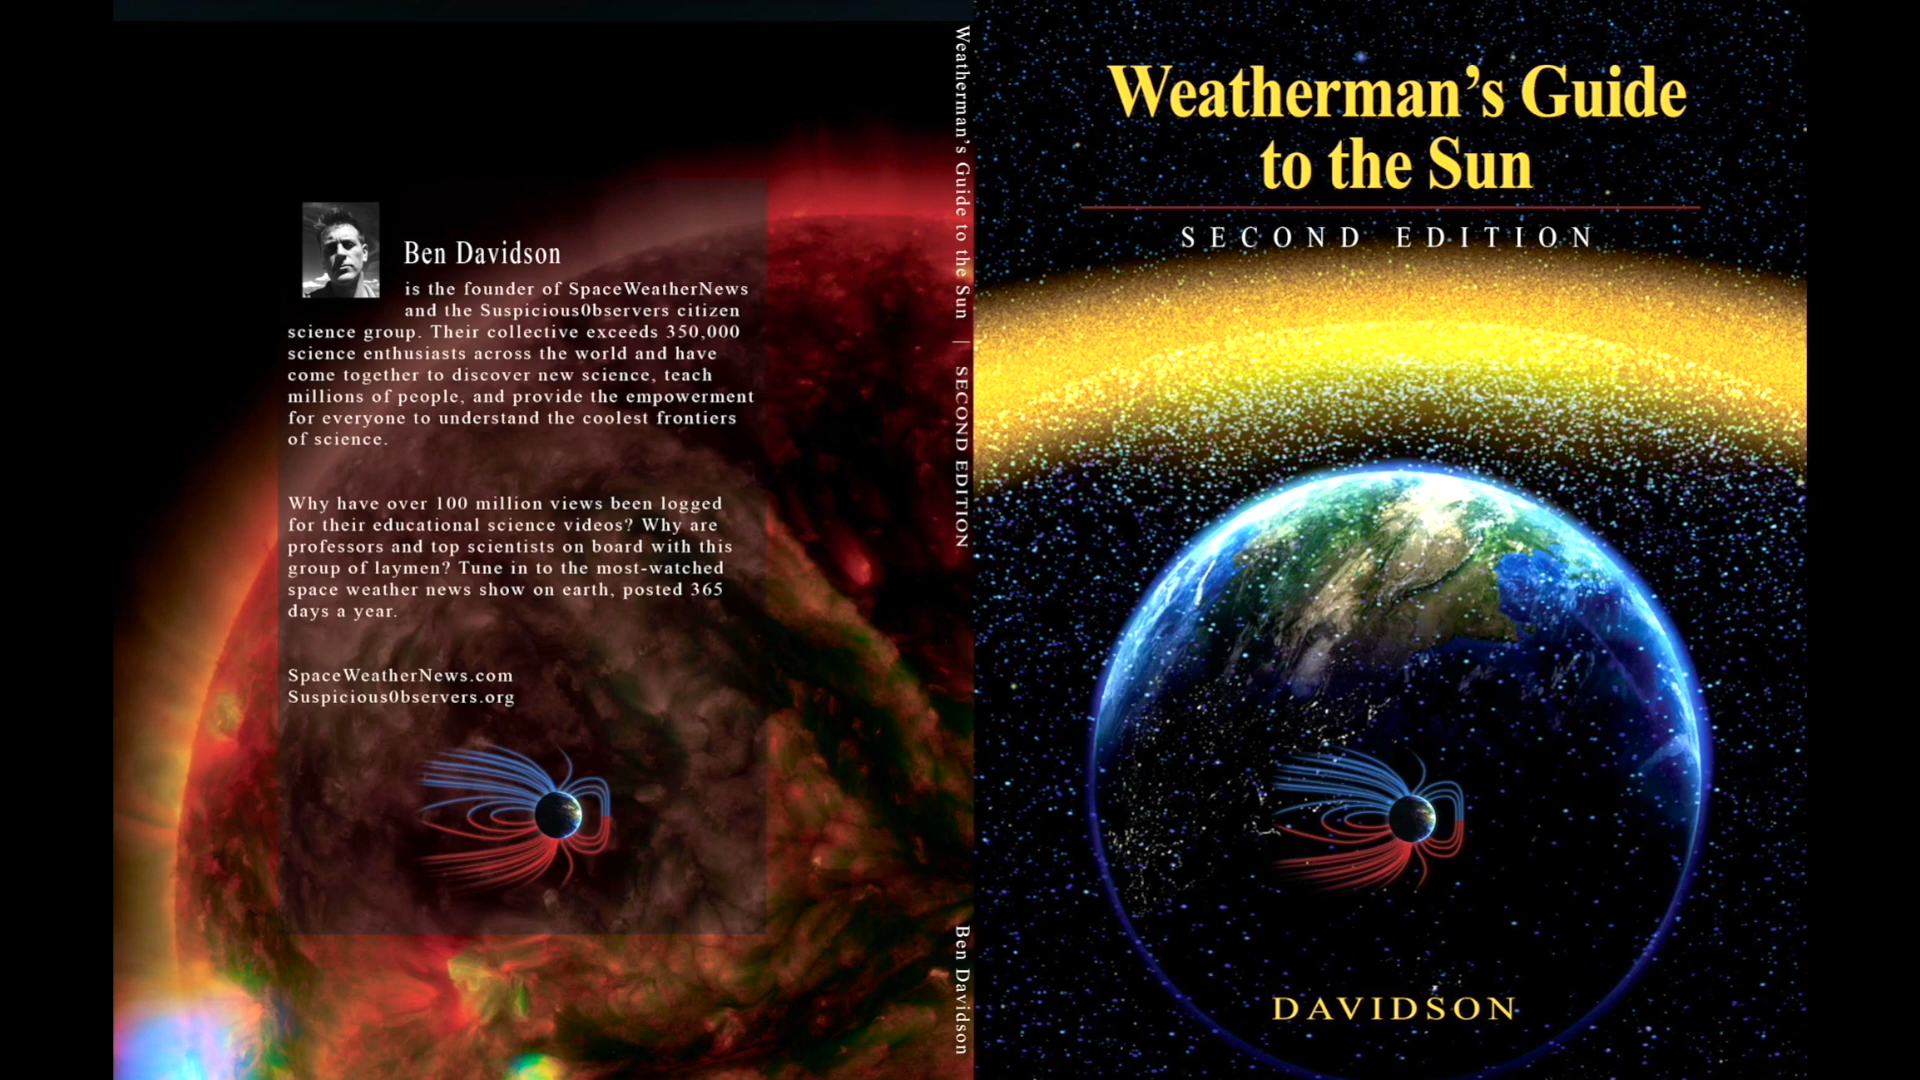 Ben Davidson
is the founder of SpaceWeatherNews
and the Suspicious0bservers citizen
science group. Their collective exceeds 350,000
science enthusiasts across the world and have
come together to discover new science, teach
millions of people, and provide the empowerment
for everyone to understand the coolest frontiers
of science.
Why have over 100 million views been logged
for their educational science videos? Why are
professors and top scientists on board with this
group of laymen? Tune in to the most-watched
space weather news show on earth, posted 365
days a year.
SpaceWeatherNews.com
Suspicious0bservers.org
Weatherman's Guide to the Sun | SECOND EDITION
Ben Davidson
Weatherman's Guide
to the Sun
SECOND EDITION
DAVIDSON